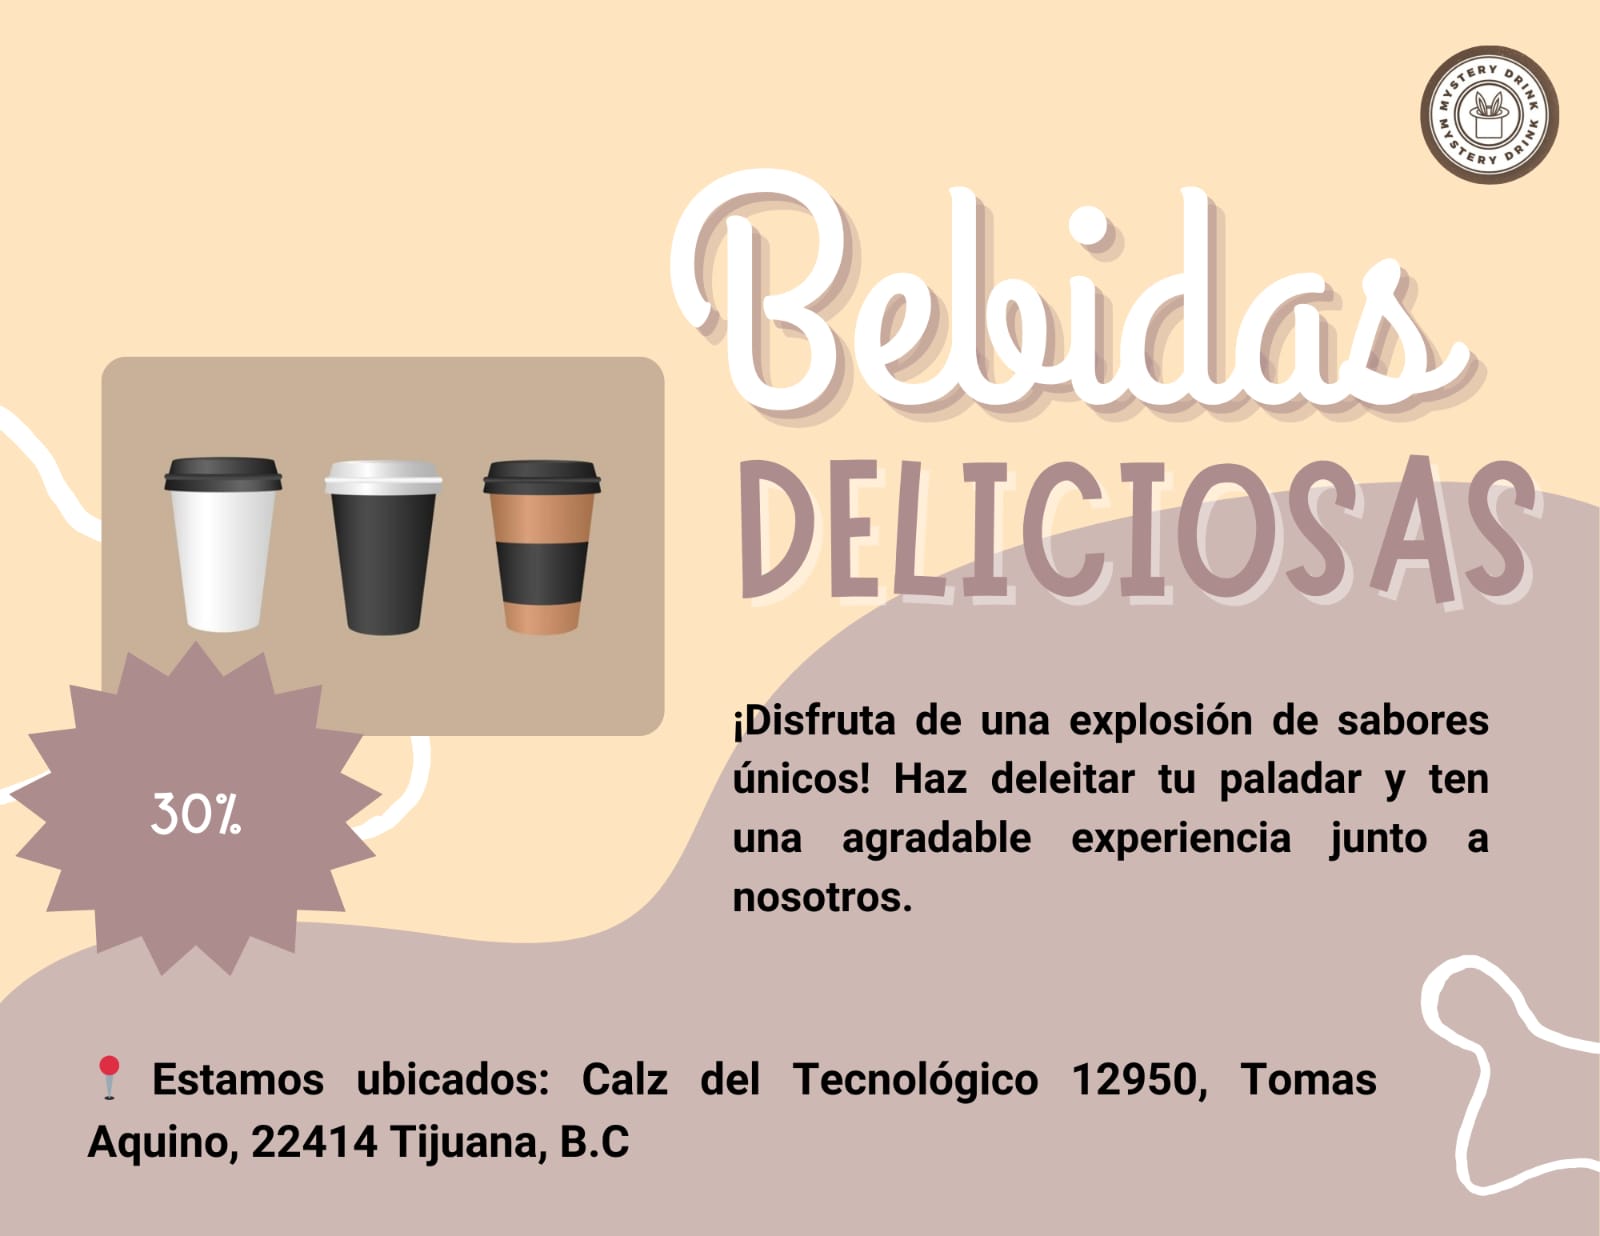 MYSTERY DRINK
MYSTERY DRINK
Bebidas
DELICIOSAS
30%
¡Disfruta de una explosión de sabores
únicos! Haz deleitar tu paladar y ten
una agradable experiencia junto a
nosotros.
📍 Estamos ubicados: Calz del Tecnológico 12950, Tomas
Aquino, 22414 Tijuana, B.C